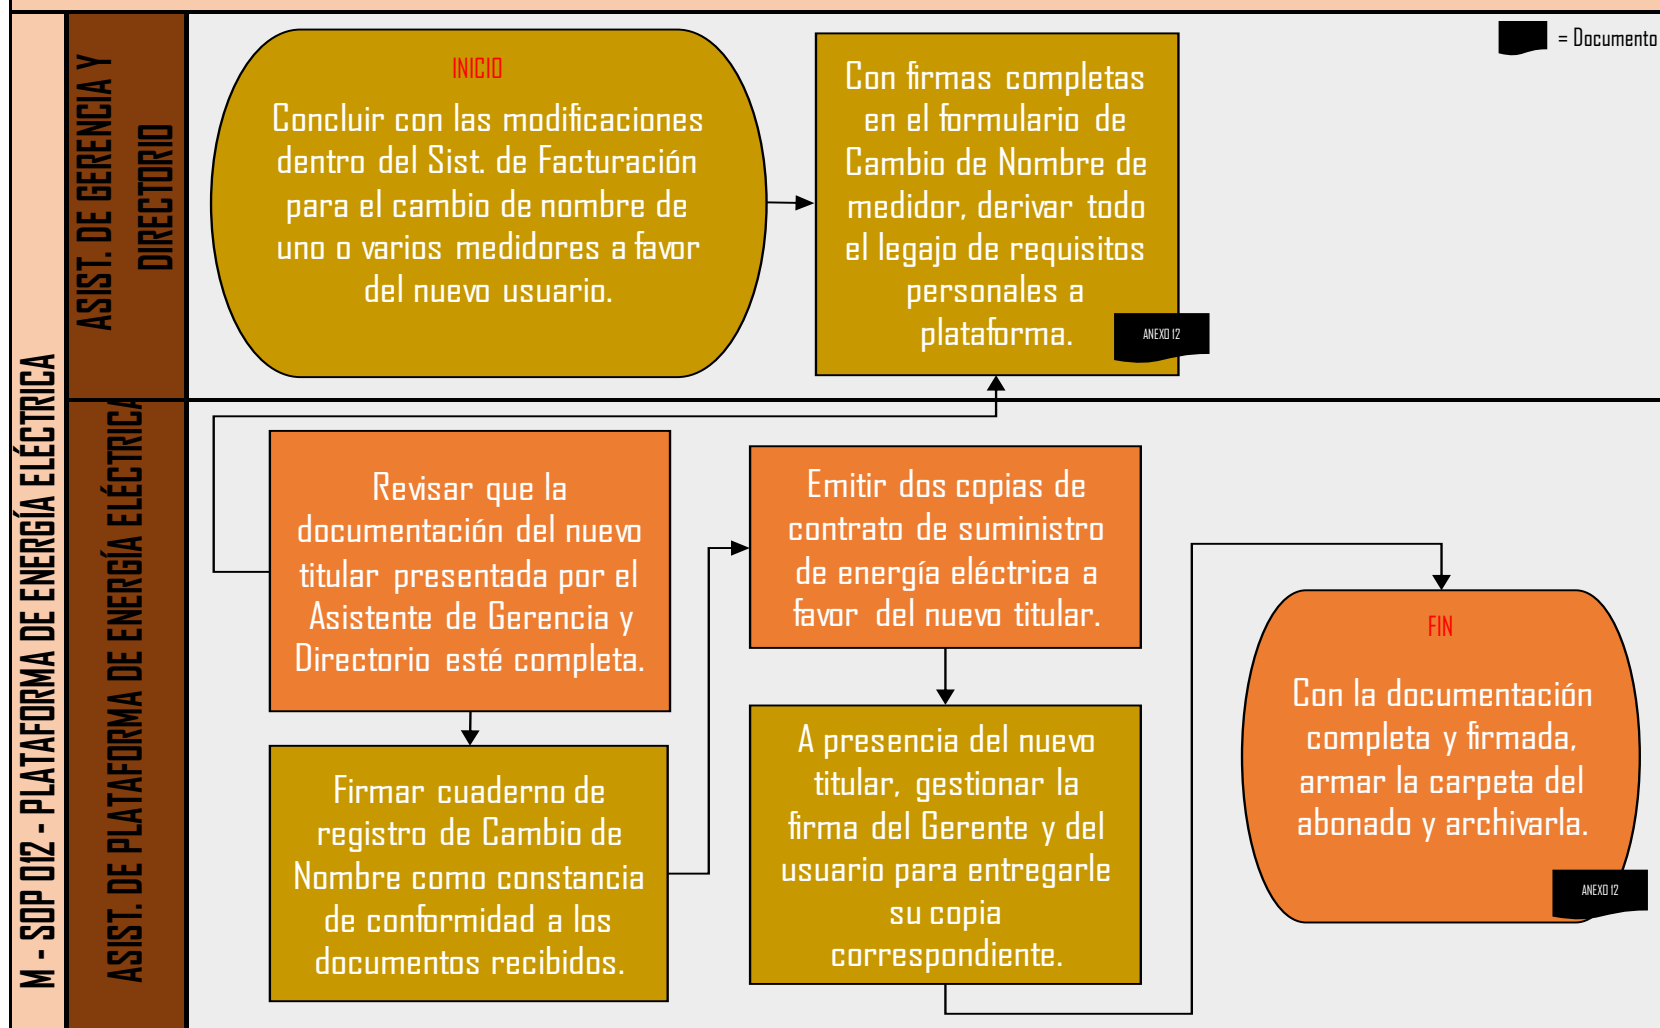 M - SOP 012 - PLATAFORMA DE ENERGÍA ELÉCTRICA
ASIST. DE GERENCIA Y
DIRECTORIO
= Documento
INICIO
Concluir con las modificaciones
dentro del Sist. de Facturación
para el cambio de nombre de
uno o varios medidores a favor
del nuevo usuario.
Con firmas completas
en el formulario de
Cambio de Nombre de
medidor, derivar todo
el legajo de requisitos
personales a
plataforma.
ANEXO 12
ASIST. DE PLATAFORMA DE ENERGÍA ELÉCTRICA
Revisar que la
documentación del nuevo
titular presentada por el
Asistente de Gerencia y
Directorio esté completa.
Firmar cuaderno de
registro de Cambio de
Nombre como constancia
de conformidad a los
documentos recibidos.
Emitir dos copias de
contrato de suministro
de energía eléctrica a
favor del nuevo titular.
A presencia del nuevo
titular, gestionar la
firma del Gerente y del
usuario para entregarle
su copia
correspondiente.
FIN
Con la documentación
completa y firmada,
armar la carpeta del
abonado y archivarla.
ANEXO 12